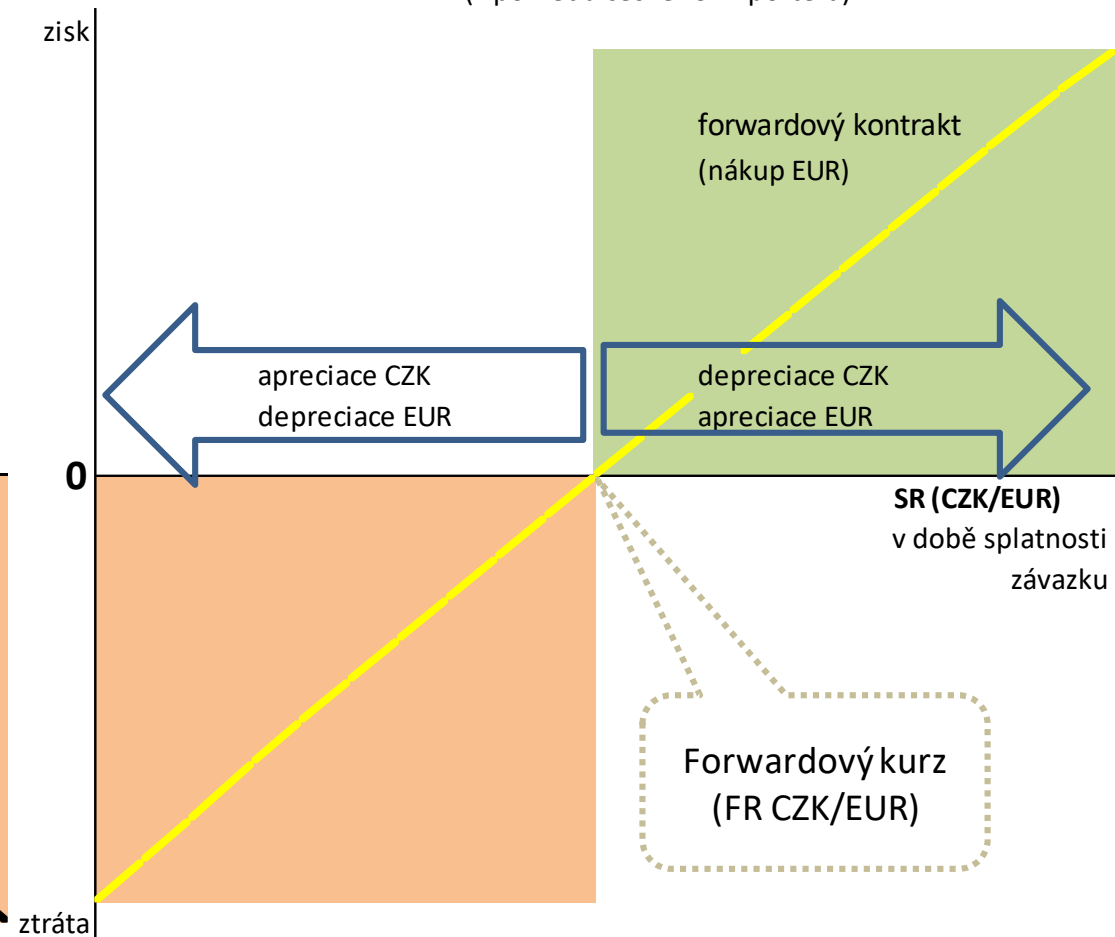 zisk
forwardový kontrakt
(nákup EUR)
apreciace CZK
depreciace EUR
depreciace CZK
apreciace EUR
0
SR (CZK/EUR)
v době splatnosti
závazku
Forwardový kurz
(FR CZK/EUR)
ztráta